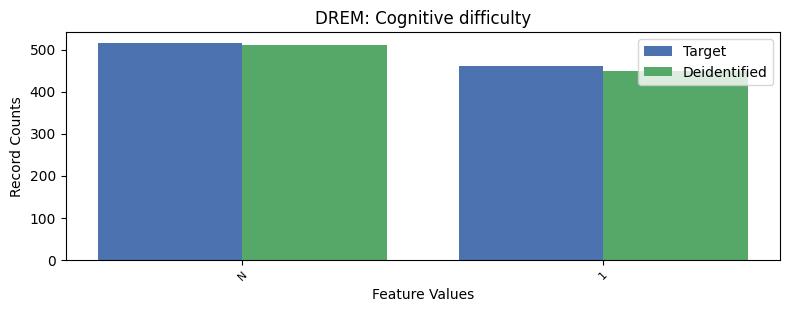 DREM: Cognitive difficulty
Target
Deidentified
Record Counts
500
400
300
200
100
0
N
1
Feature Values